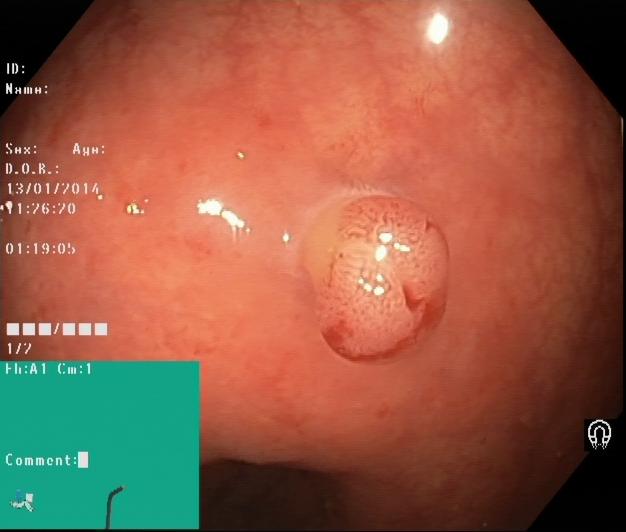 ID:
Name:
Sex: Age:
D.O.B.:
13/01/2014
11:26:20
01:19:05
■■■/■■■
1/2
Eh:A1 Cm:1
Comment: